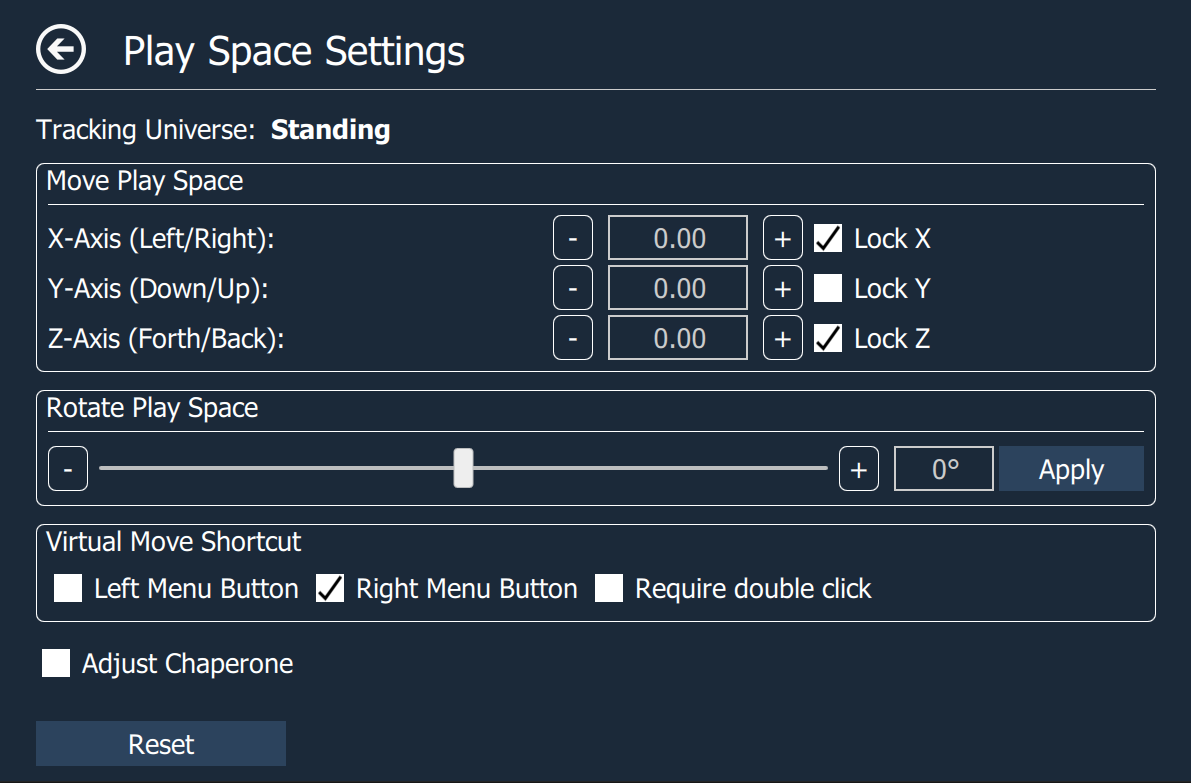 Play Space Settings
Tracking Universe: Standing
Move Play Space
X-Axis (Left/Right): - 0.00 + Lock X
Y-Axis (Down/Up): - 0.00 + Lock Y
Z-Axis (Forth/Back): - 0.00 + Lock Z
Rotate Play Space
- + 0° Apply
Virtual Move Shortcut
Left Menu Button Right Menu Button Require double click
Adjust Chaperone
Reset